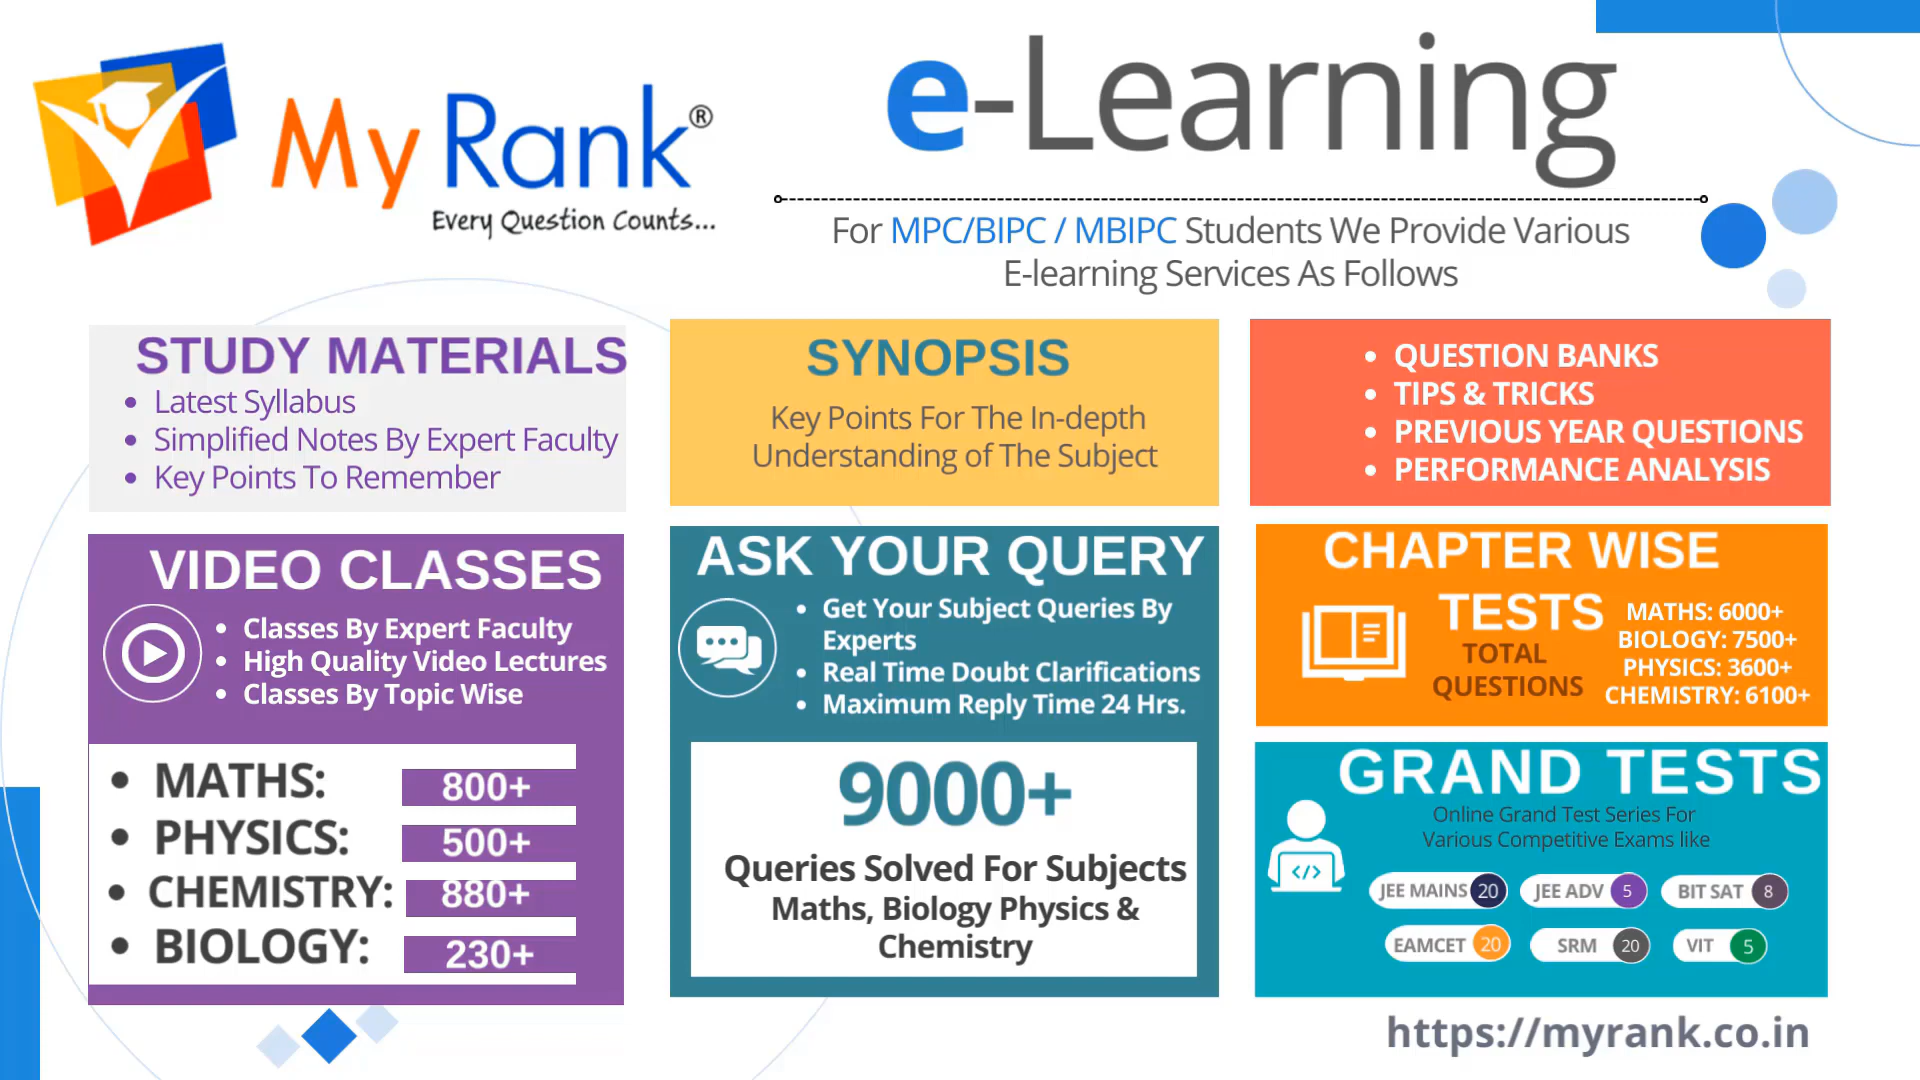 My Rank®
Every Question Counts...
e-Learning
For MPC/BIPC / MBIPC Students We Provide Various
E-learning Services As Follows
STUDY MATERIALS
• Latest Syllabus
• Simplified Notes By Expert Faculty
• Key Points To Remember
SYNOPSIS
Key Points For The In-depth
Understanding of The Subject
• QUESTION BANKS
• TIPS & TRICKS
• PREVIOUS YEAR QUESTIONS
• PERFORMANCE ANALYSIS
VIDEO CLASSES
• Classes By Expert Faculty
• High Quality Video Lectures
• Classes By Topic Wise
• MATHS: 800+
• PHYSICS: 500+
• CHEMISTRY: 880+
• BIOLOGY: 230+
ASK YOUR QUERY
• Get Your Subject Queries By
Experts
• Real Time Doubt Clarifications
• Maximum Reply Time 24 Hrs.
9000+
Queries Solved For Subjects
Maths, Biology Physics &
Chemistry
CHAPTER WISE
TESTS
TOTAL
QUESTIONS
MATHS: 6000+
BIOLOGY: 7500+
PHYSICS: 3600+
CHEMISTRY: 6100+
GRAND TESTS
Online Grand Test Series For
Various Competitive Exams like
</>
JEE MAINS 20 JEE ADV 5 BIT SAT 8
EAMCET 20 SRM 20 VIT 5
https://myrank.co.in